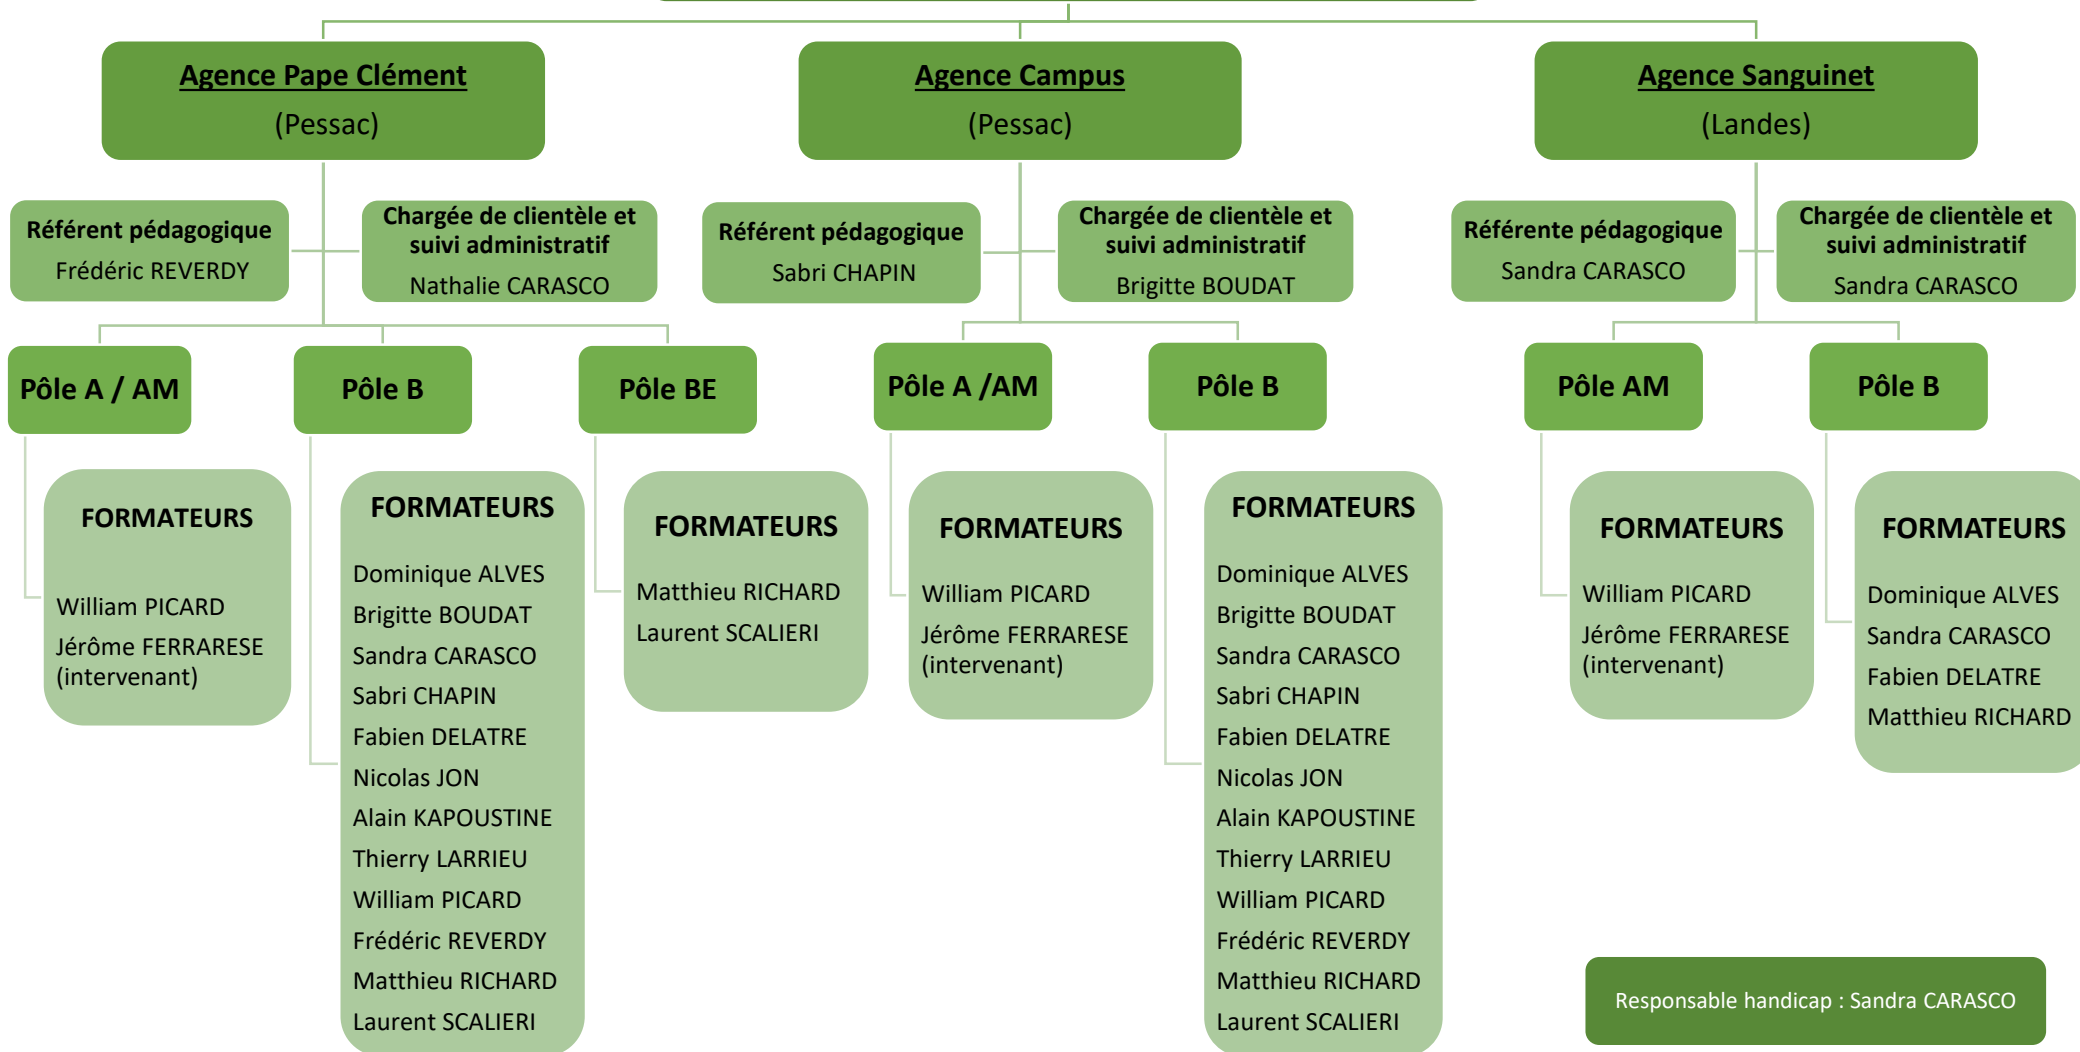 Agence Pape Clément
(Pessac)
Agence Campus
(Pessac)
Agence Sanguinet
(Landes)
Référent pédagogique
Frédéric REVERDY
Chargée de clientèle et
suivi administratif
Nathalie CARASCO
Référent pédagogique
Sabri CHAPIN
Chargée de clientèle et
suivi administratif
Brigitte BOUDAT
Référente pédagogique
Sandra CARASCO
Chargée de clientèle et
suivi administratif
Sandra CARASCO
Pôle A / AM
Pôle B
Pôle BE
Pôle A /AM
Pôle B
Pôle AM
Pôle B
FORMATEURS
William PICARD
Jérôme FERRARESE
(intervenant)
FORMATEURS
Dominique ALVES
Brigitte BOUDAT
Sandra CARASCO
Sabri CHAPIN
Fabien DELATRE
Nicolas JON
Alain KAPOUSTINE
Thierry LARRIEU
William PICARD
Frédéric REVERDY
Matthieu RICHARD
Laurent SCALIERI
FORMATEURS
Matthieu RICHARD
Laurent SCALIERI
FORMATEURS
William PICARD
Jérôme FERRARESE
(intervenant)
FORMATEURS
Dominique ALVES
Brigitte BOUDAT
Sandra CARASCO
Sabri CHAPIN
Fabien DELATRE
Nicolas JON
Alain KAPOUSTINE
Thierry LARRIEU
William PICARD
Frédéric REVERDY
Matthieu RICHARD
Laurent SCALIERI
FORMATEURS
William PICARD
Jérôme FERRARESE
(intervenant)
FORMATEURS
Dominique ALVES
Sandra CARASCO
Fabien DELATRE
Matthieu RICHARD
Responsable handicap : Sandra CARASCO